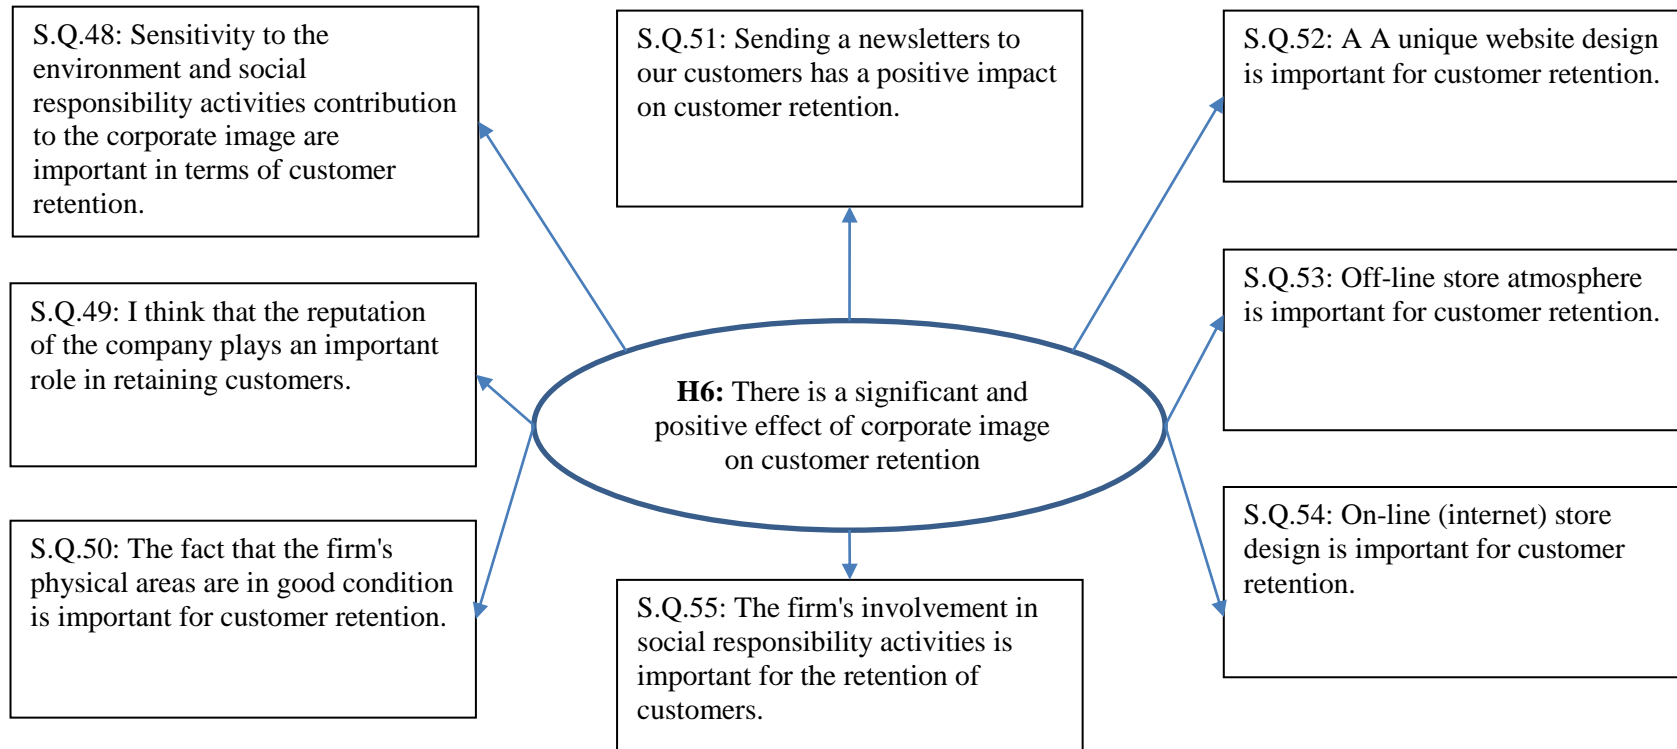 S.Q.48: Sensitivity to the
environment and social
responsibility activities contribution
to the corporate image are
important in terms of customer
retention.
S.Q.51: Sending a newsletters to
our customers has a positive impact
on customer retention.
S.Q.52: A A unique website design
is important for customer retention.
S.Q.49: I think that the reputation
of the company plays an important
role in retaining customers.
S.Q.53: Off-line store atmosphere
is important for customer retention.
H6: There is a significant and
positive effect of corporate image
on customer retention
S.Q.50: The fact that the firm's
physical areas are in good condition
is important for customer retention.
S.Q.54: On-line (internet) store
design is important for customer
retention.
S.Q.55: The firm's involvement in
social responsibility activities is
important for the retention of
customers.